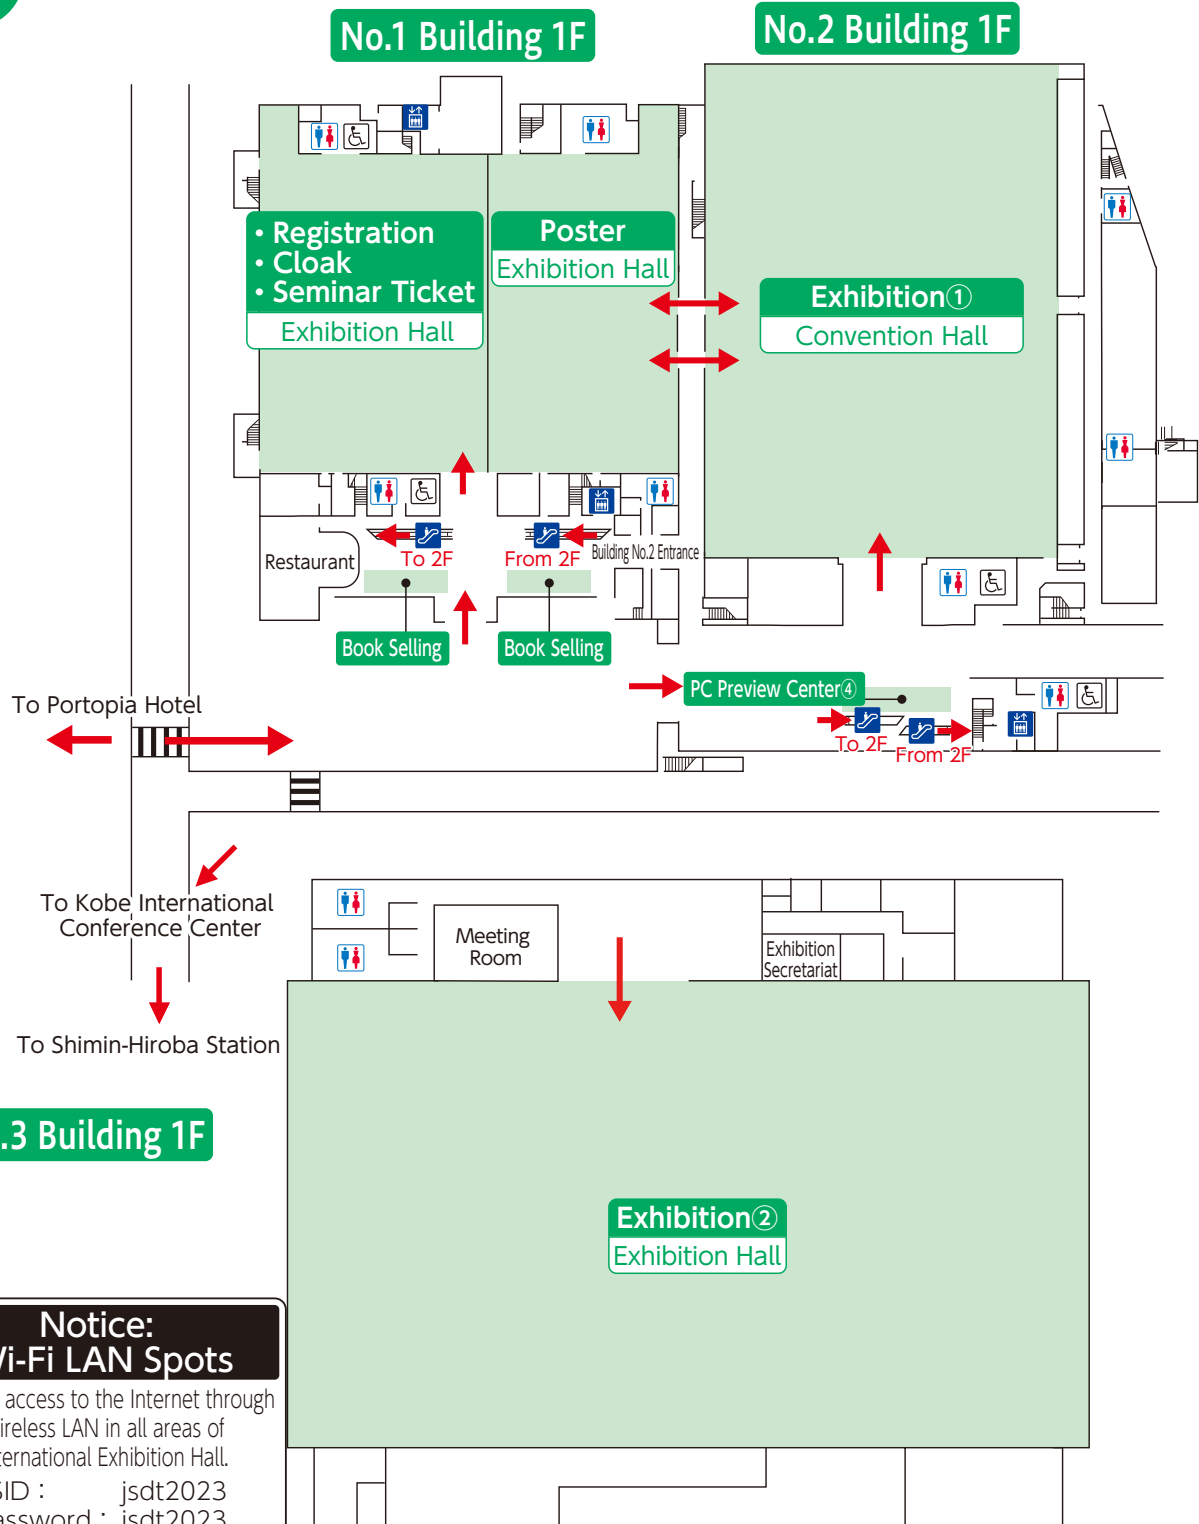 No.1 Building 1F
No.2 Building 1F
・Registration
・Cloak
・Seminar Ticket
Exhibition Hall
Poster
Exhibition Hall
Exhibition①
Convention Hall
Restaurant
To 2F
From 2F
Building No.2 Entrance
Book Selling
Book Selling
PC Preview Center④
To 2F
From 2F
To Portopia Hotel
To Kobe International
Conference Center
To Shimin-Hiroba Station
Meeting
Room
Exhibition
Secretariat
.3 Building 1F
Exhibition②
Exhibition Hall
Notice:
i-Fi LAN Spots
access to the Internet through
ireless LAN in all areas of
ternational Exhibition Hall.
SID : jsdt2023
assword : jsdt2023